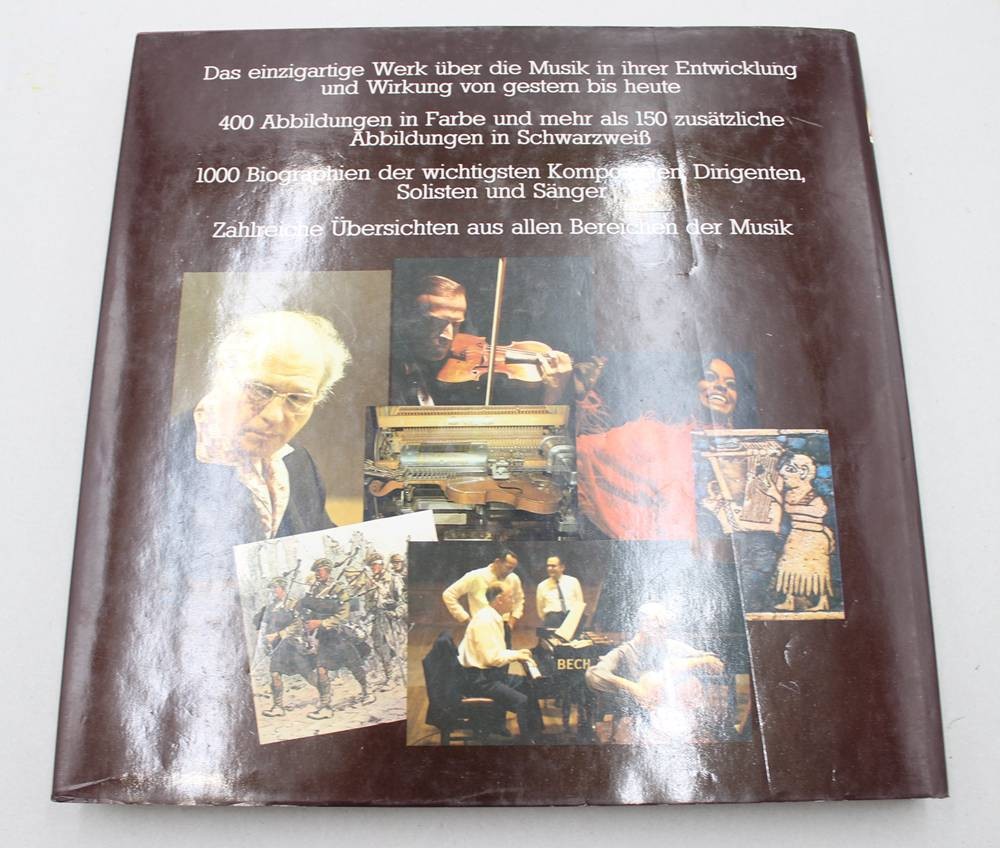 Das einzigartige Werk über die Musik in ihrer Entwicklung
und Wirkung von gestern bis heute
400 Abbildungen in Farbe und mehr als 150 zusätzliche
Abbildungen in Schwarzweiß
1000 Biographien der wichtigsten Komponisten, Dirigenten,
Solisten und Sänger
Zahlreiche Übersichten aus allen Bereichen der Musik
BECH